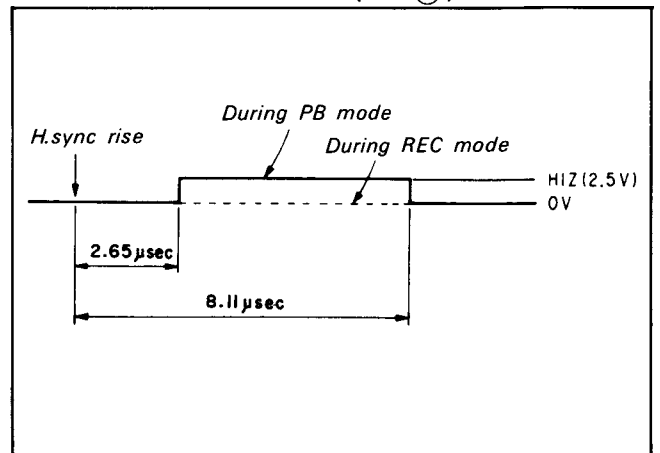 During PB mode
H.sync rise
During REC mode
HIZ(2.5V)
0V
2.65µsec
8.11µsec